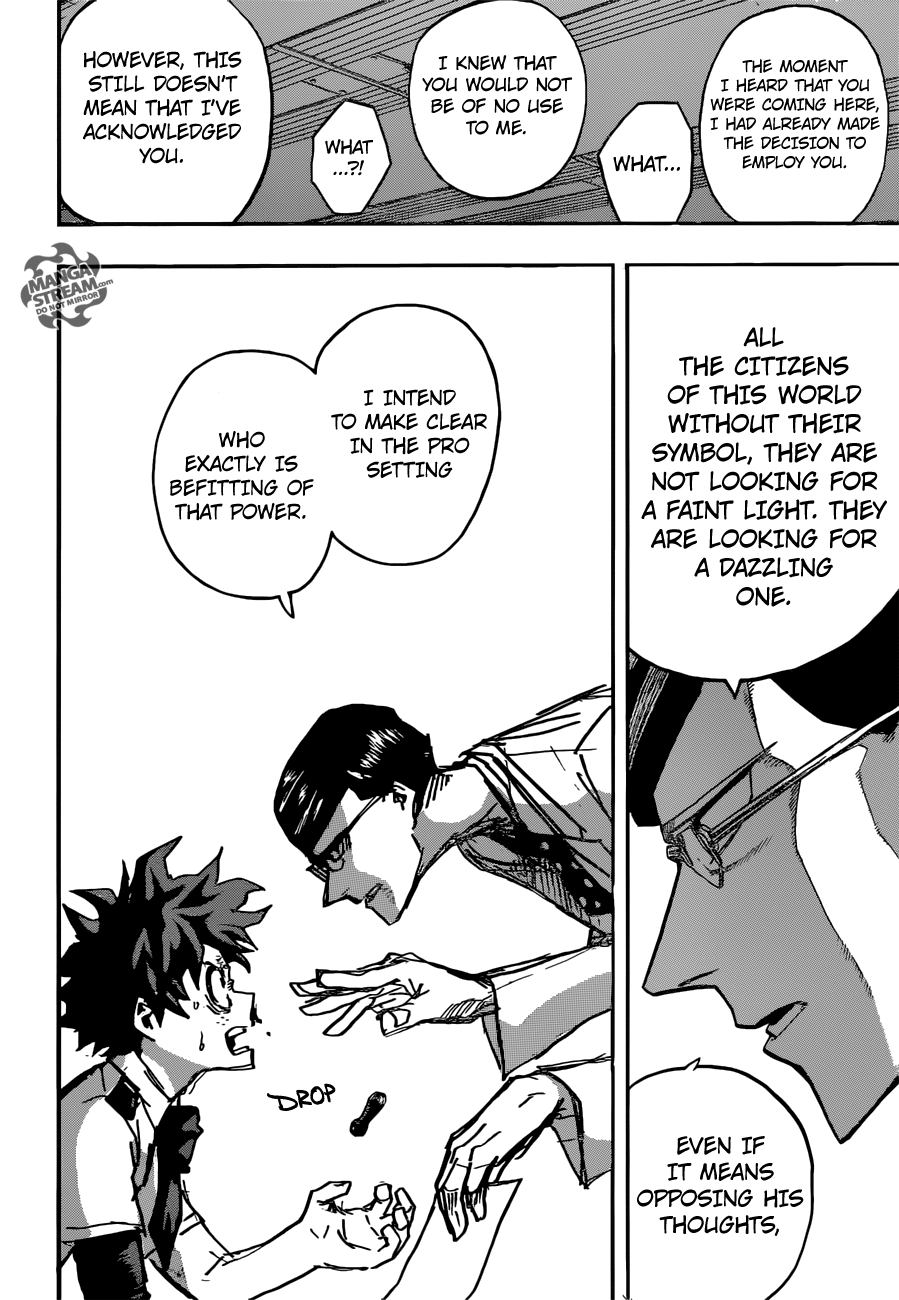 THE MOMENT
I HEARD THAT YOU
WERE COMING HERE,
I HAD ALREADY MADE
THE DECISION TO
EMPLOY YOU.
WHAT...
I KNEW THAT
YOU WOULD NOT
BE OF NO USE
TO ME.
WHAT
...?!
HOWEVER, THIS
STILL DOESN'T
MEAN THAT I'VE
ACKNOWLEDGED
YOU.
MANGA
STREAM.com
DO NOT MIRROR
ALL
THE CITIZENS
OF THIS WORLD
WITHOUT THEIR
SYMBOL, THEY ARE
NOT LOOKING FOR
A FAINT LIGHT. THEY
ARE LOOKING FOR
A DAZZLING
ONE.
EVEN IF
IT MEANS
OPPOSING HIS
THOUGHTS,
I INTEND
TO MAKE CLEAR
IN THE PRO
SETTING
WHO
EXACTLY IS
BEFITTING OF
THAT POWER.
DROP